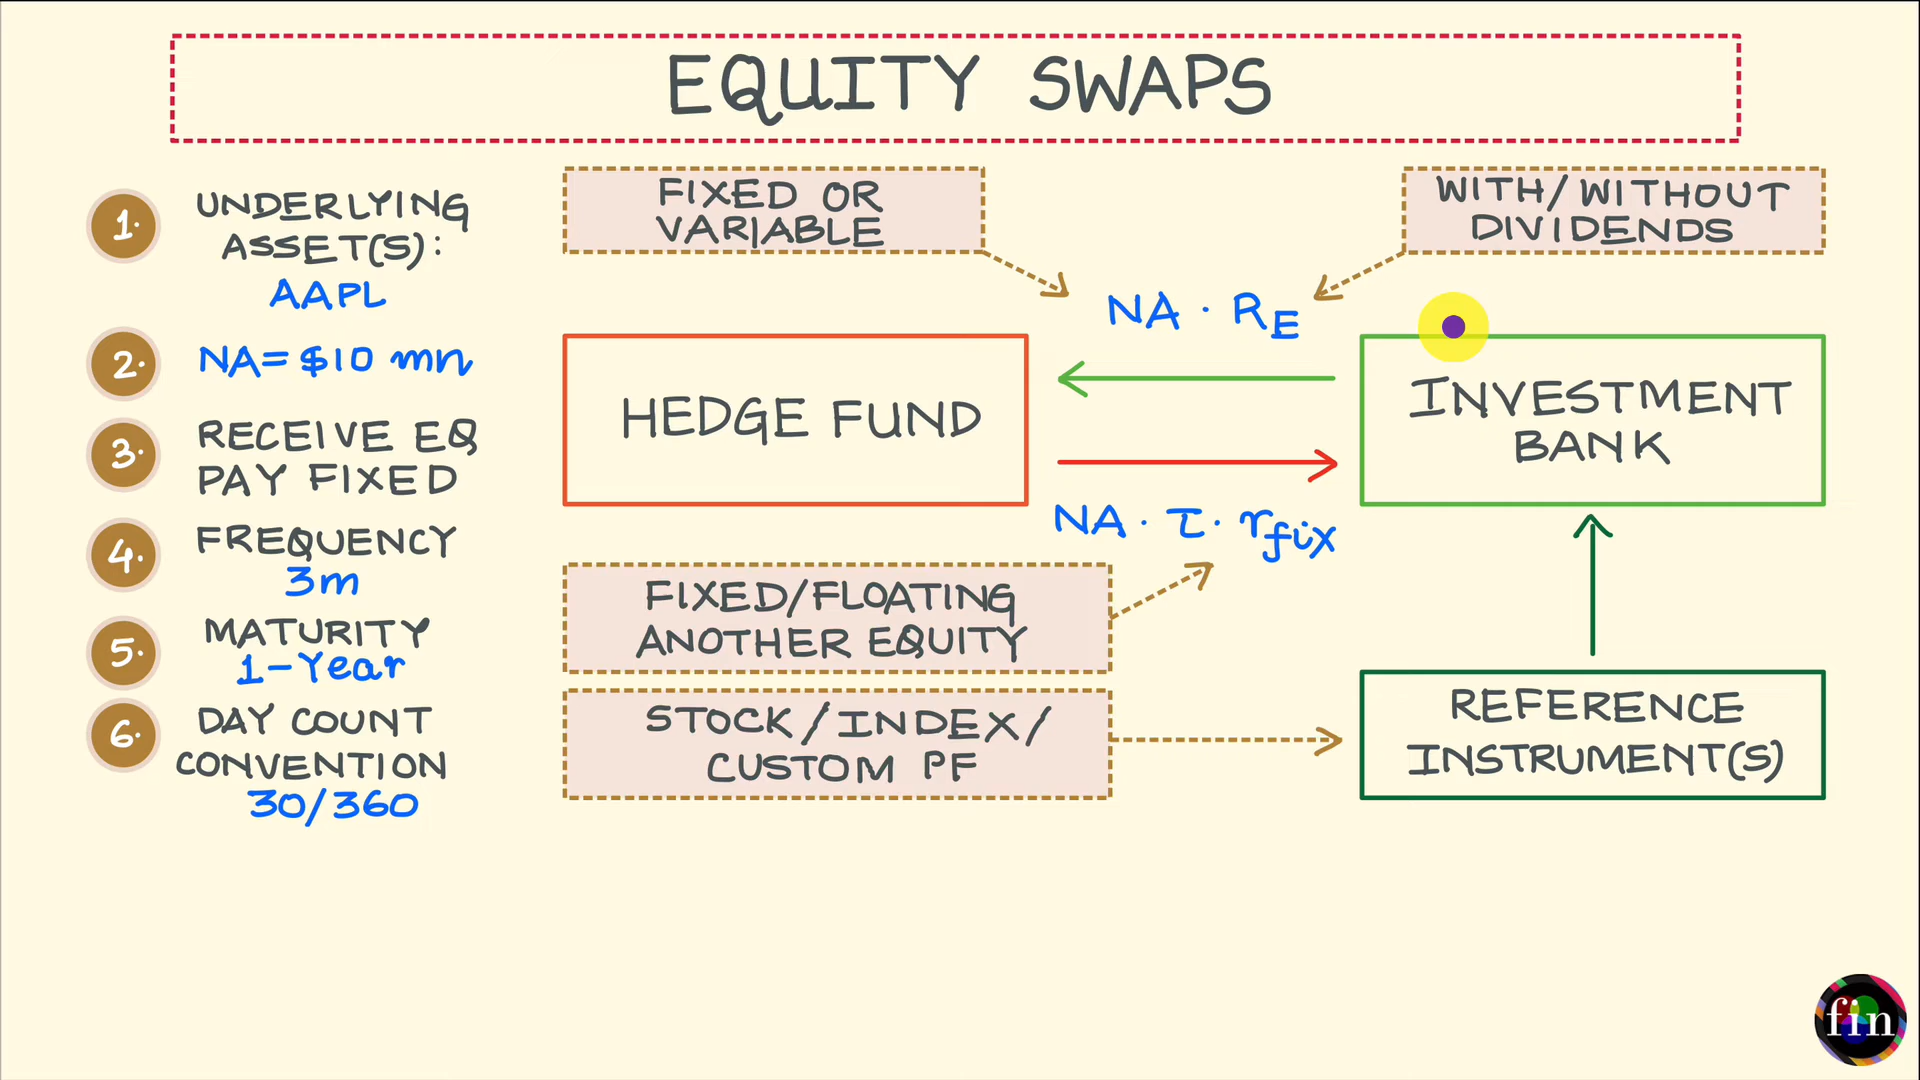 EQUITY SWAPS
1.
UNDERLYING
ASSET(S):
AAPL
2.
NA = $10 mn
3.
RECEIVE EQ
PAY FIXED
4.
FREQUENCY
3m
5.
MATURITY
1-Year
6.
DAY COUNT
CONVENTION
30/360
FIXED OR
VARIABLE
WITH/WITHOUT
DIVIDENDS
NA · R_E
HEDGE FUND
INVESTMENT
BANK
NA · τ · r_fix
FIXED/FLOATING
ANOTHER EQUITY
STOCK/INDEX/
CUSTOM PF
REFERENCE
INSTRUMENT(S)
fin